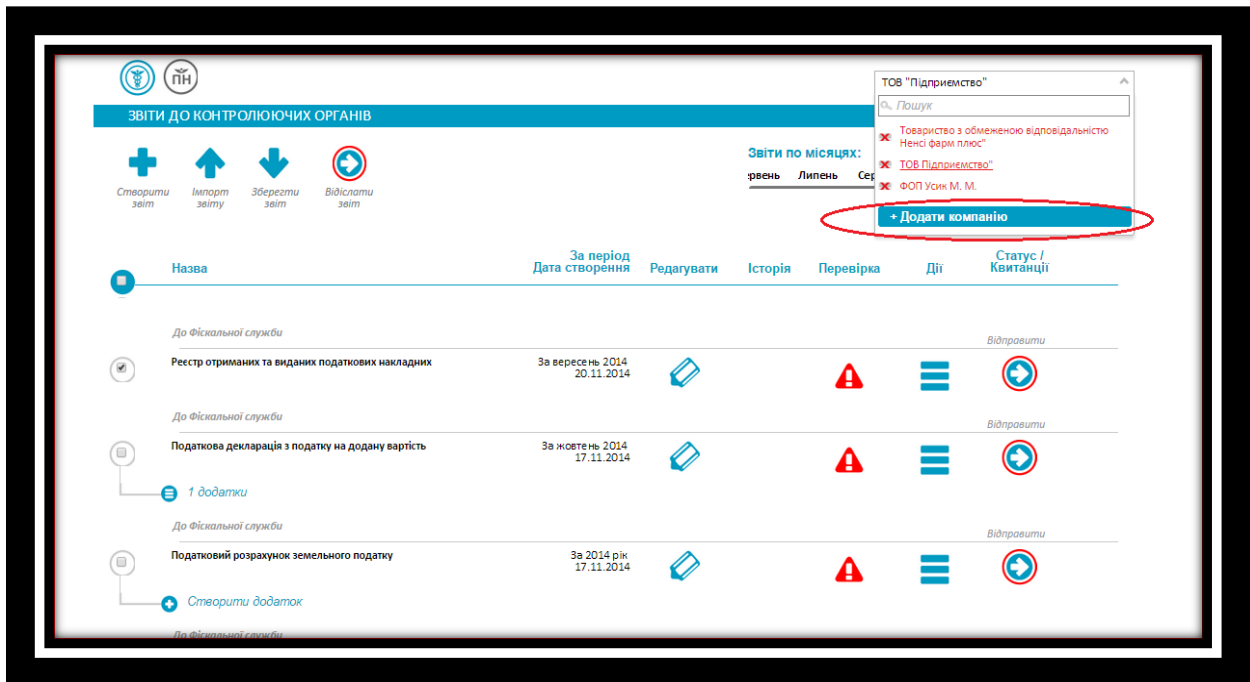 ПН
ТОВ "Підприємство"
Пошук
ЗВІТИ ДО КОНТРОЛЮЮЧИХ ОРГАНІВ
Товариство з обмеженою відповідальністю
Ненсі фарм плюс"
ТОВ Підприємство"
ФОП Усик М. М.
+ Додати компанію
Створити
звіт
Імпорт
звіту
Зберегти
звіт
Відіслати
звіт
Звіти по місяцях:
рвень Липень Сер
Назва
За період
Дата створення
Редагувати
Історія
Перевірка
Дії
Статус /
Квитанції
До Фіскальної служби
Відправити
Реєстр отриманих та виданих податкових накладних
За вересень 2014
20.11.2014
До Фіскальної служби
Відправити
Податкова декларація з податку на додану вартість
За жовтень 2014
17.11.2014
1 додатки
До Фіскальної служби
Відправити
Податковий розрахунок земельного податку
За 2014 рік
17.11.2014
Створити додаток
До Фіскальної служби